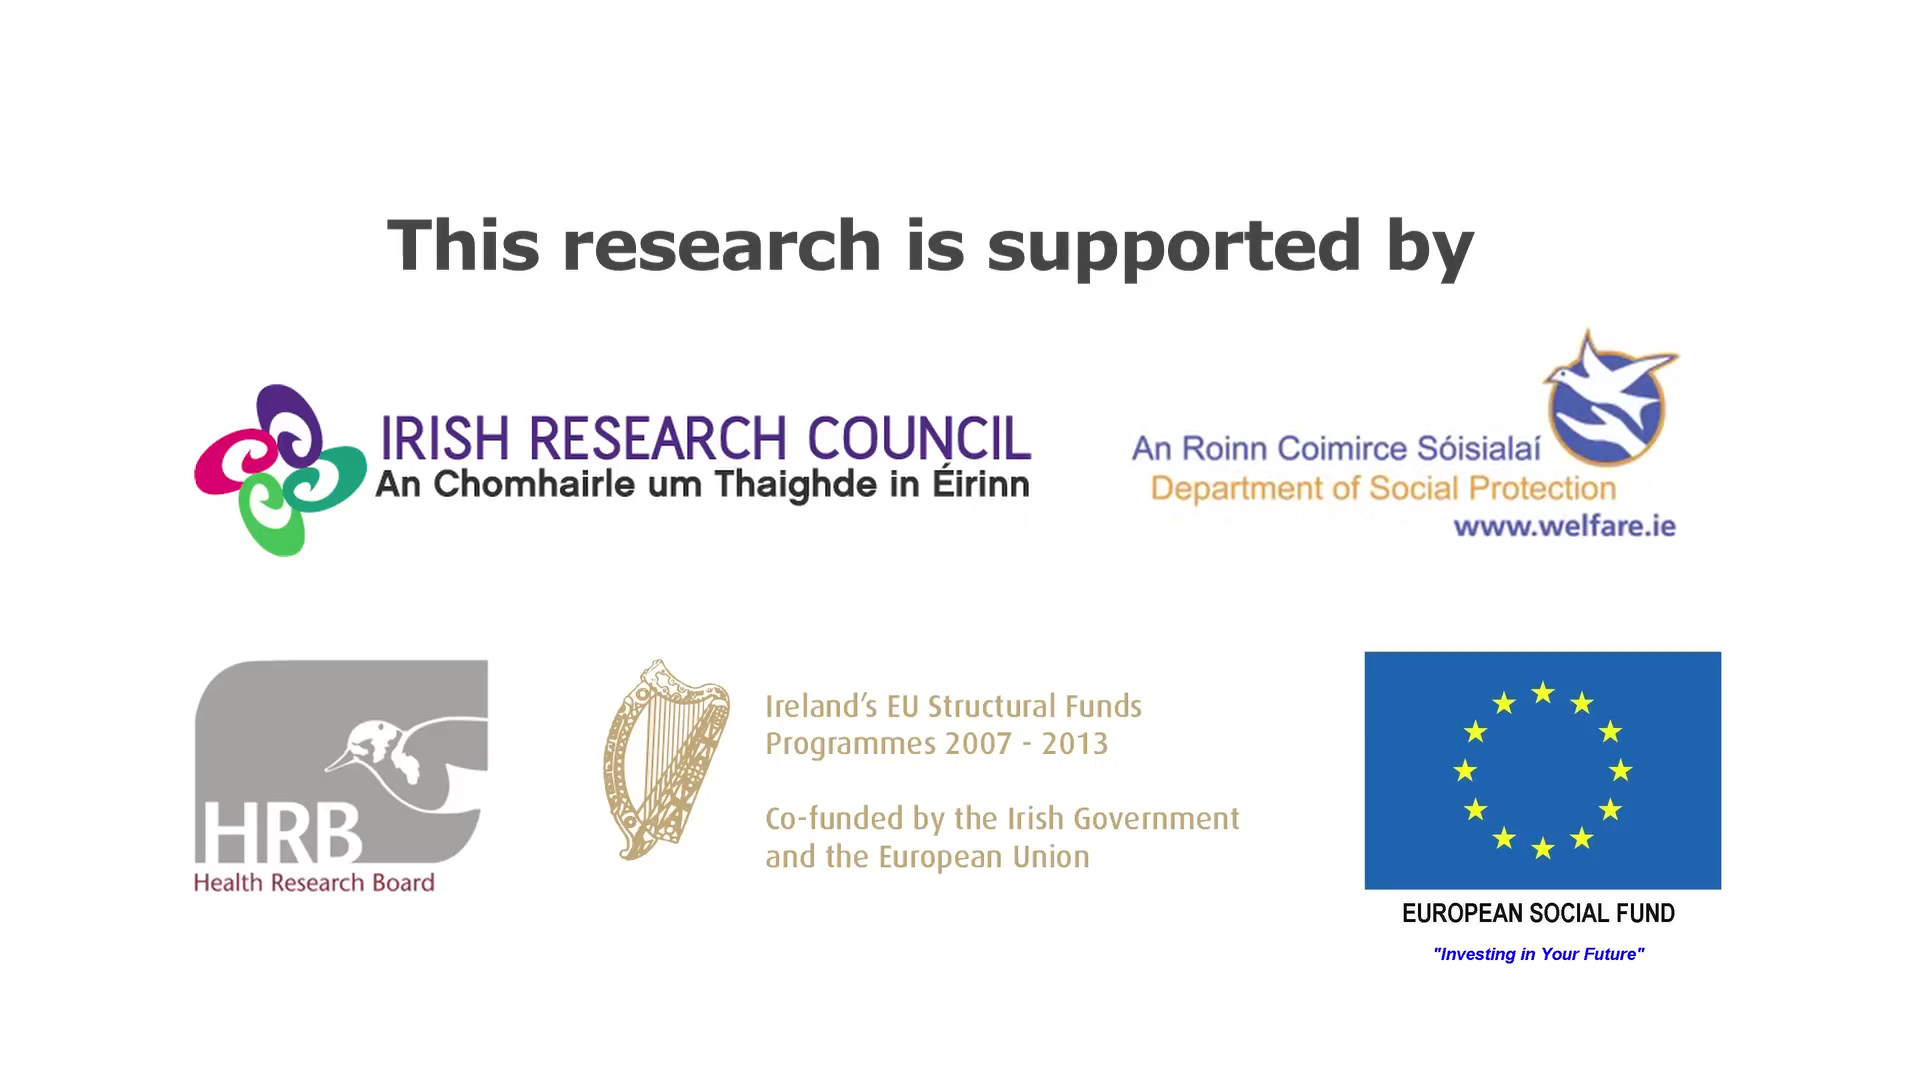 This research is supported by
IRISH RESEARCH COUNCIL
An Chomhairle um Thaighde in Éirinn
An Roinn Coimirce Sóisialaí
Department of Social Protection
www.welfare.ie
HRB
Health Research Board
Ireland's EU Structural Funds
Programmes 2007 - 2013
Co-funded by the Irish Government
and the European Union
EUROPEAN SOCIAL FUND
"Investing in Your Future"